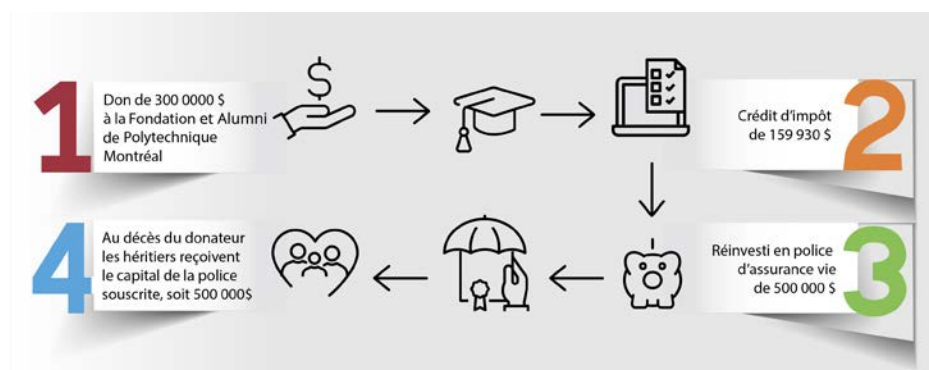 1
Don de 300 0000 $
à la Fondation et Alumni
de Polytechnique
Montréal
$
2
Crédit d'impôt
de 159 930 $
3
Réinvesti en police
d'assurance vie
de 500 000 $
4
Au décès du donateur
les héritiers reçoivent
le capital de la police
souscrite, soit 500 000$